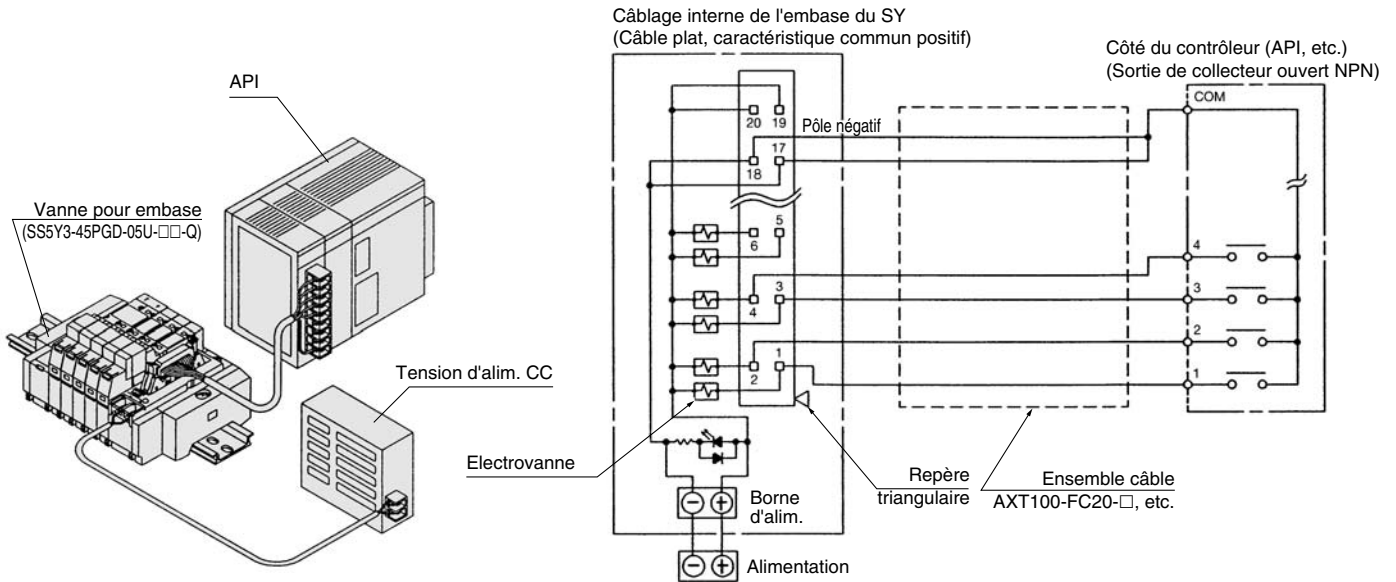 Câblage interne de l'embase du SY
(Câble plat, caractéristique commun positif)
Côté du contrôleur (API, etc.)
(Sortie de collecteur ouvert NPN)
API
COM
20 19
Pôle négatif
17
18
Vanne pour embase
(SS5Y3-45PGD-05U-□□-Q)
5
6
4
3
4
3
2
1
2
1
Tension d'alim. CC
Electrovanne
Repère
triangulaire
Ensemble câble
AXT100-FC20-□, etc.
− +
Borne
d'alim.
− +
Alimentation